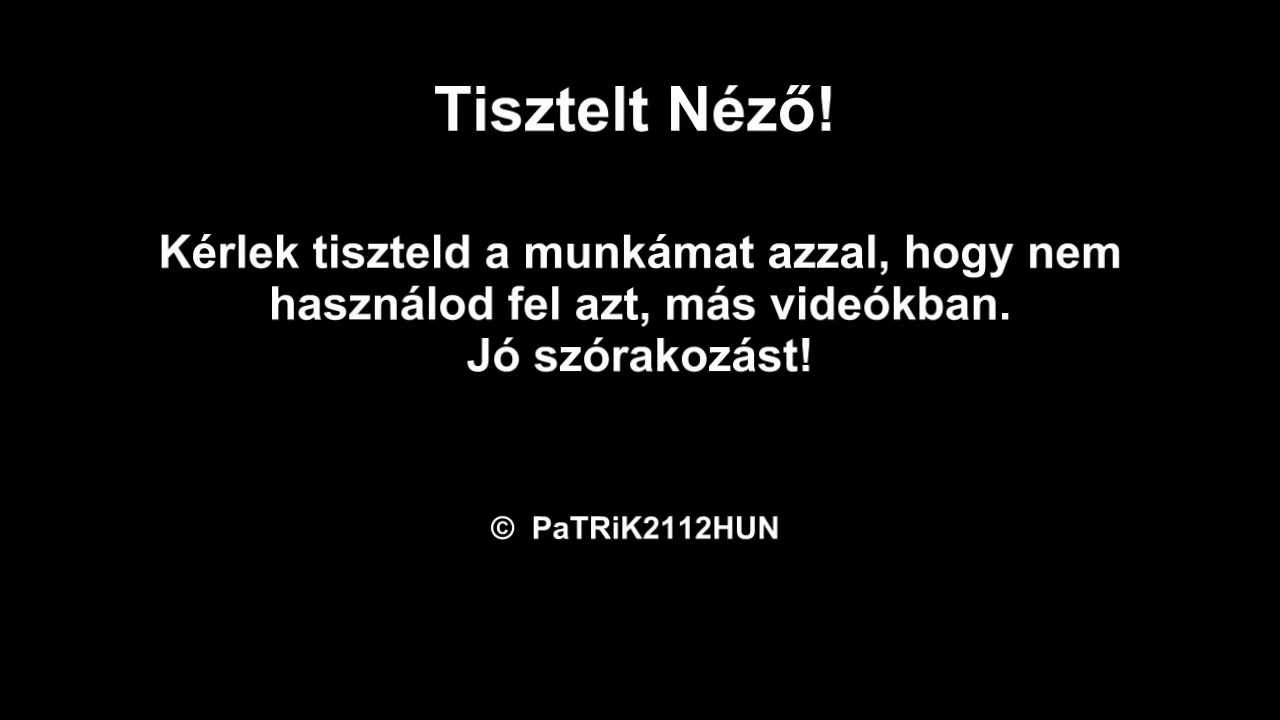 Tisztelt Néző!
Kérlek tiszteld a munkámat azzal, hogy nem
használod fel azt, más videókban.
Jó szórakozást!
© PaTRiK2112HUN